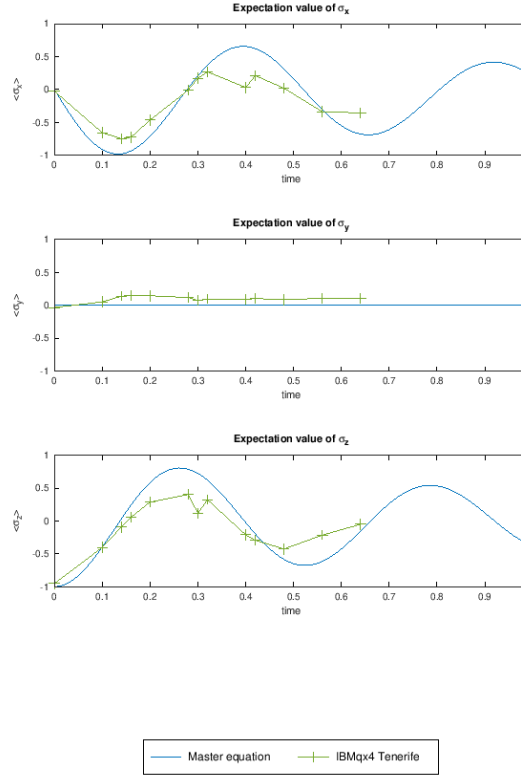 Expectation value of σx
1
0.5
0
-0.5
-1
<σx>
0 0.1 0.2 0.3 0.4 0.5 0.6 0.7 0.8 0.9
time
Expectation value of σy
1
0.5
0
-0.5
-1
<σy>
0 0.1 0.2 0.3 0.4 0.5 0.6 0.7 0.8 0.9
time
Expectation value of σz
1
0.5
0
-0.5
-1
<σz>
0 0.1 0.2 0.3 0.4 0.5 0.6 0.7 0.8 0.9
time
Master equation IBMqx4 Tenerife